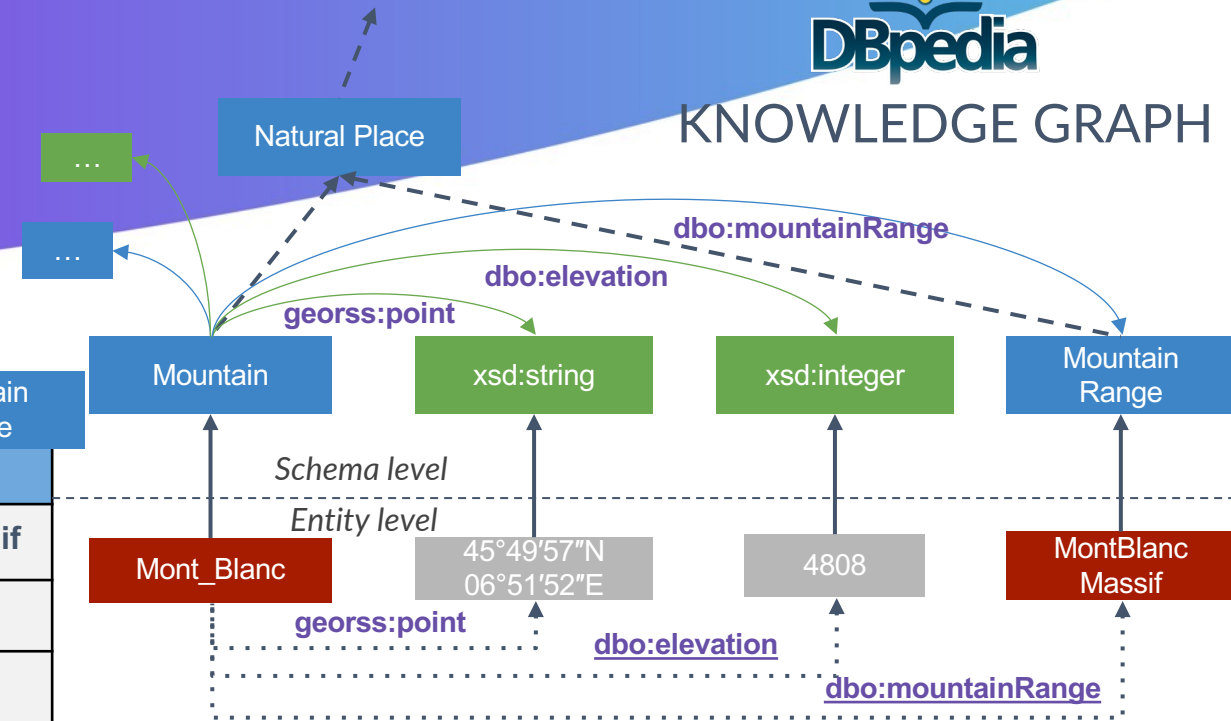 DBpedia
KNOWLEDGE GRAPH
Natural Place
…
…
dbo:mountainRange
dbo:elevation
georss:point
Mountain
xsd:string
xsd:integer
Mountain
Range
ain
e
Schema level
Entity level
if
Mont_Blanc
45°49′57″N
06°51′52″E
4808
MontBlanc
Massif
georss:point
dbo:elevation
dbo:mountainRange